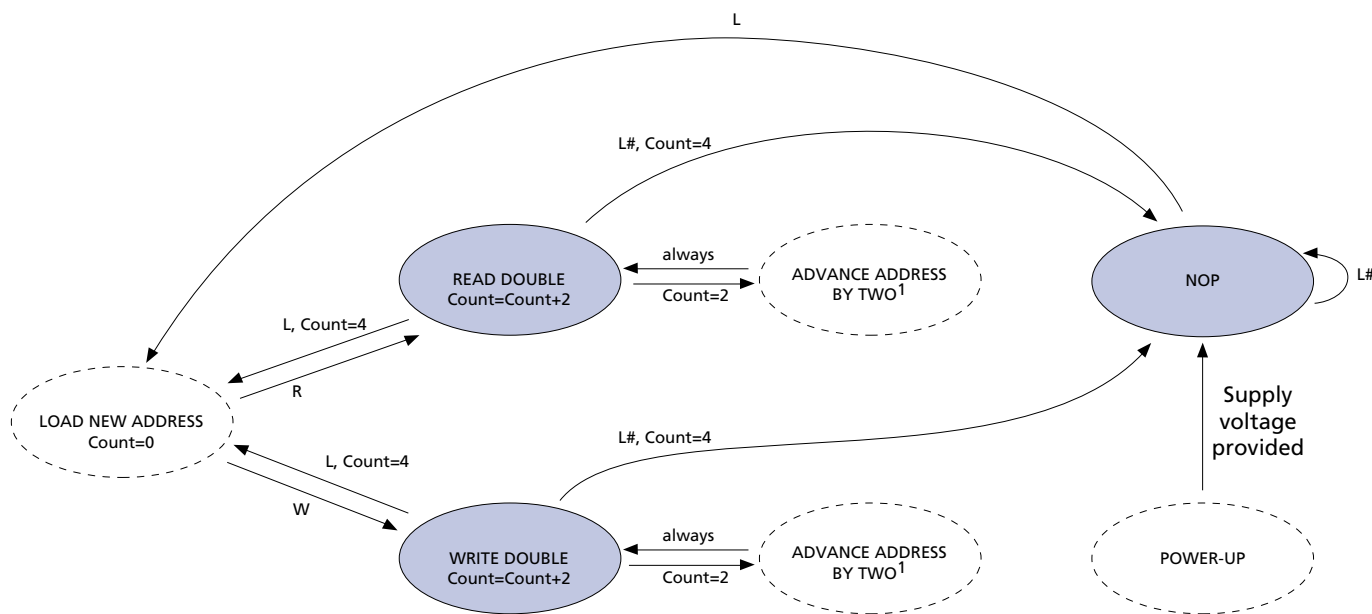 L
L#, Count=4
READ DOUBLE
Count=Count+2
always
Count=2
ADVANCE ADDRESS
BY TWO1
NOP
L#
L, Count=4
R
LOAD NEW ADDRESS
Count=0
Supply
voltage
provided
L#, Count=4
L, Count=4
W
WRITE DOUBLE
Count=Count+2
always
Count=2
ADVANCE ADDRESS
BY TWO1
POWER-UP